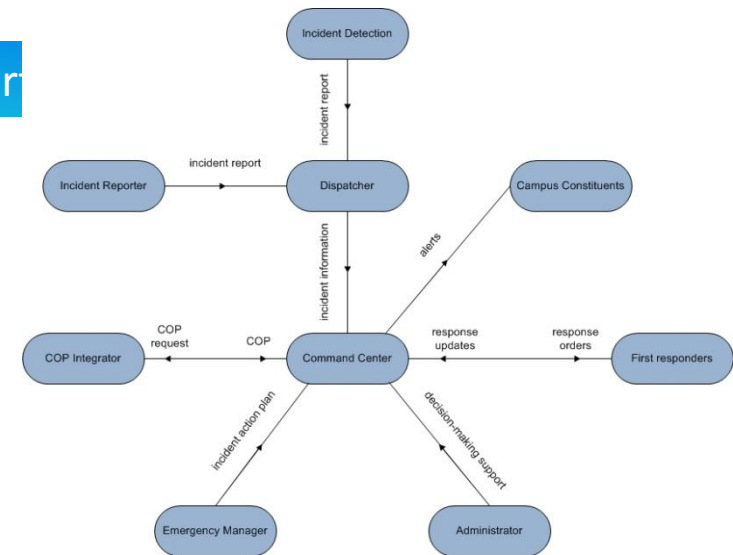 Incident Detection
incident report
incident report
Incident Reporter
Dispatcher
Campus Constituents
incident information
alerts
COP
request
COP
response
updates
response
orders
COP Integrator
Command Center
First responders
incident action plan
decision-making support
Emergency Manager
Administrator